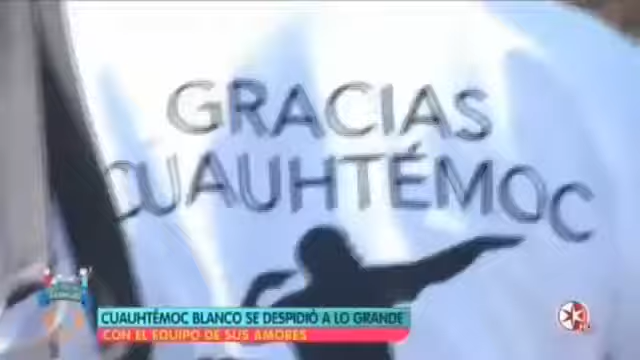 GRACIAS
CUAUHTÉMOC
CUAUHTÉMOC BLANCO SE DESPIDIÓ A LO GRANDE
CON EL EQUIPO DE SUS AMORES